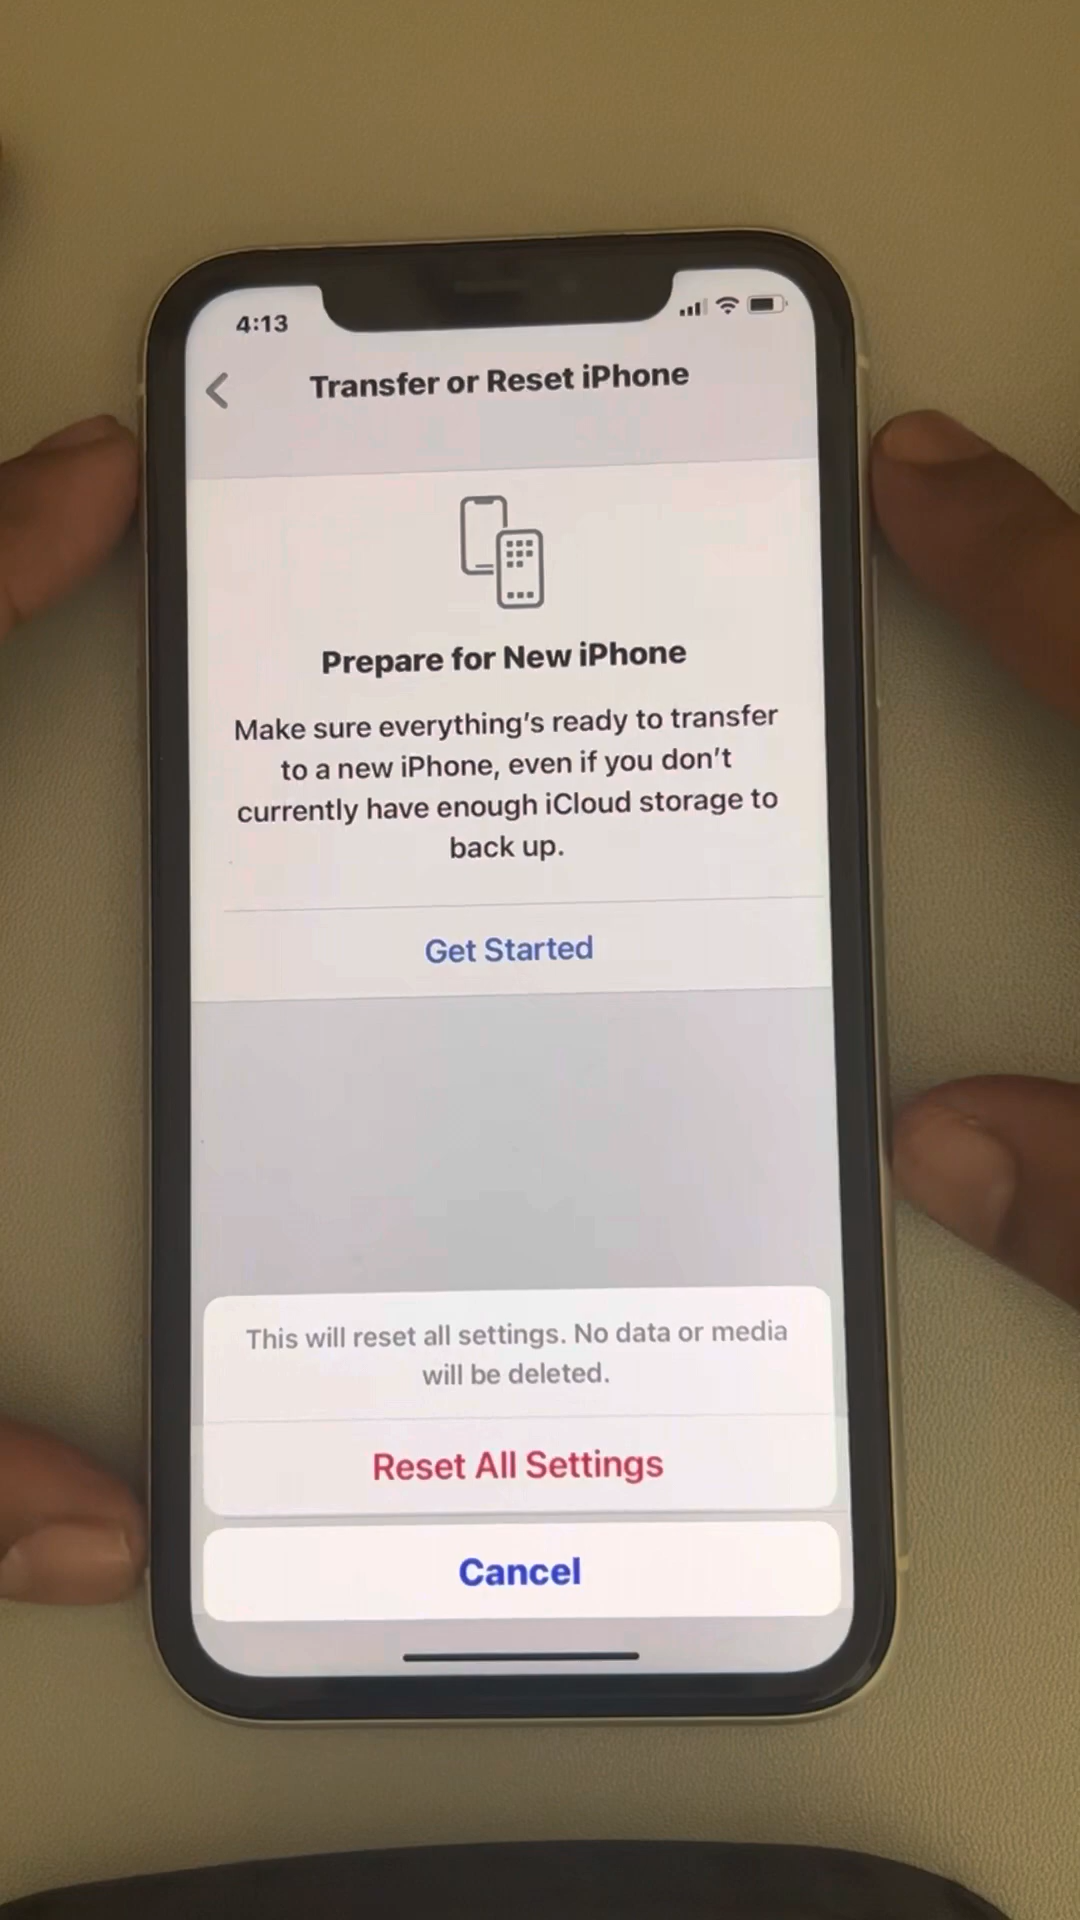 4:13
Transfer or Reset iPhone
Prepare for New iPhone
Make sure everything's ready to transfer
to a new iPhone, even if you don't
currently have enough iCloud storage to
back up.
Get Started
This will reset all settings. No data or media
will be deleted.
Reset All Settings
Cancel